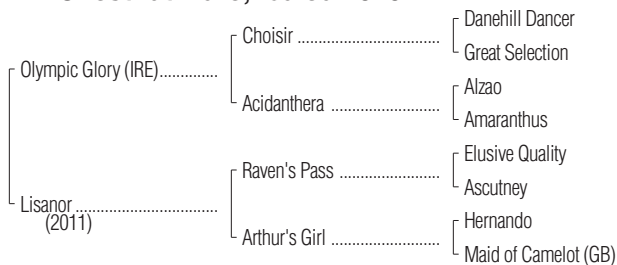 Danehill Dancer
Choisir ......................................
Great Selection
Olympic Glory (IRE)..............
Alzao
Acidanthera .............................
Amaranthus
Elusive Quality
Raven's Pass ...........................
Ascutney
Lisanor ....................................
(2011)
Hernando
Arthur's Girl .............................
Maid of Camelot (GB)